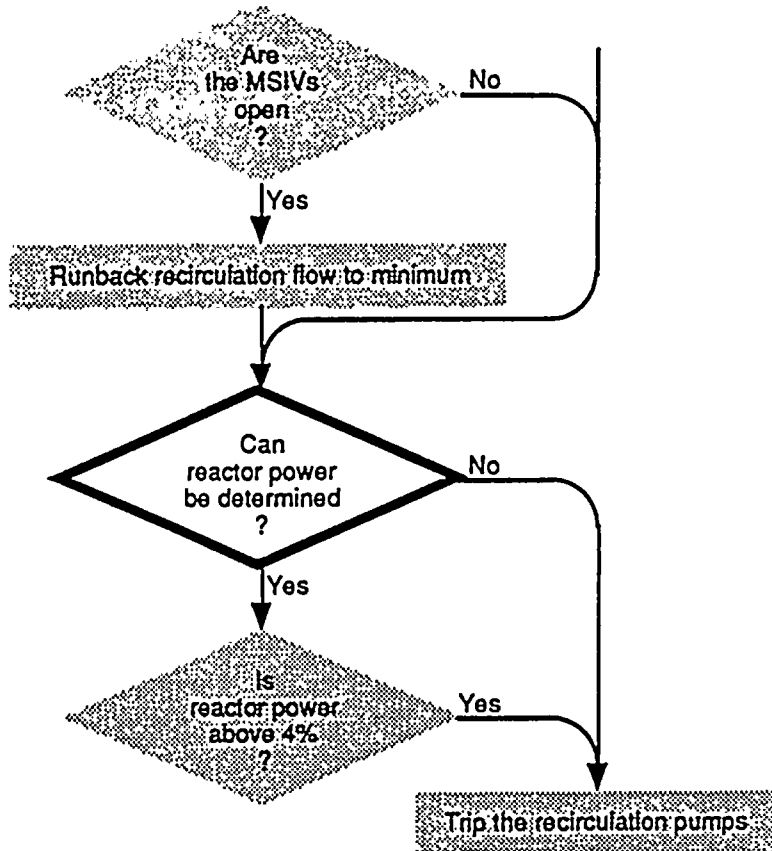 Are
the MSIVs
open
?
No
Yes
Runback recirculation flow to minimum
Can
reactor power
be determined
?
No
Yes
Is
reactor power
above 4%
?
Yes
Trip the recirculation pumps